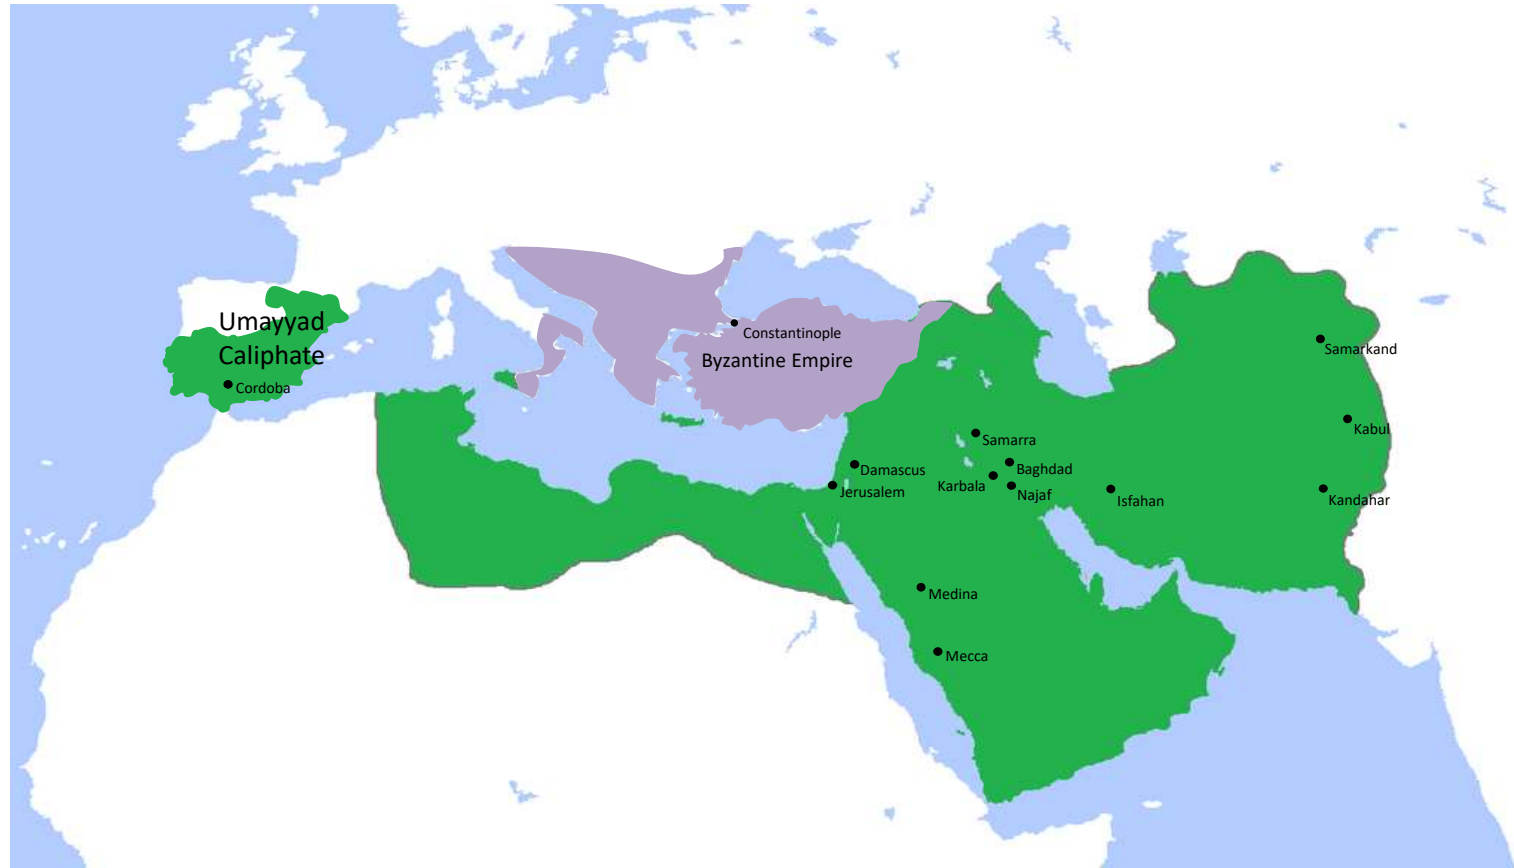 Umayyad
Caliphate
Cordoba
Constantinople
Byzantine Empire
Samarkand
Kabul
Samarra
Baghdad
Damascus
Karbala
Najaf
Jerusalem
Isfahan
Kandahar
Medina
Mecca